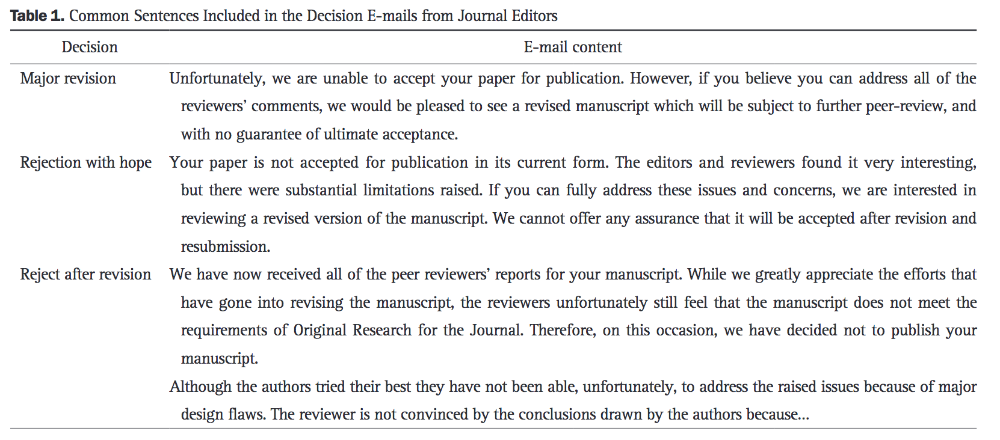 Table 1. Common Sentences Included in the Decision E-mails from Journal Editors
Decision E-mail content
Major revision Unfortunately, we are unable to accept your paper for publication. However, if you believe you can address all of the
reviewers’ comments, we would be pleased to see a revised manuscript which will be subject to further peer-review, and
with no guarantee of ultimate acceptance.
Rejection with hope Your paper is not accepted for publication in its current form. The editors and reviewers found it very interesting,
but there were substantial limitations raised. If you can fully address these issues and concerns, we are interested in
reviewing a revised version of the manuscript. We cannot offer any assurance that it will be accepted after revision and
resubmission.
Reject after revision We have now received all of the peer reviewers’ reports for your manuscript. While we greatly appreciate the efforts that
have gone into revising the manuscript, the reviewers unfortunately still feel that the manuscript does not meet the
requirements of Original Research for the Journal. Therefore, on this occasion, we have decided not to publish your
manuscript.
Although the authors tried their best they have not been able, unfortunately, to address the raised issues because of major
design flaws. The reviewer is not convinced by the conclusions drawn by the authors because...